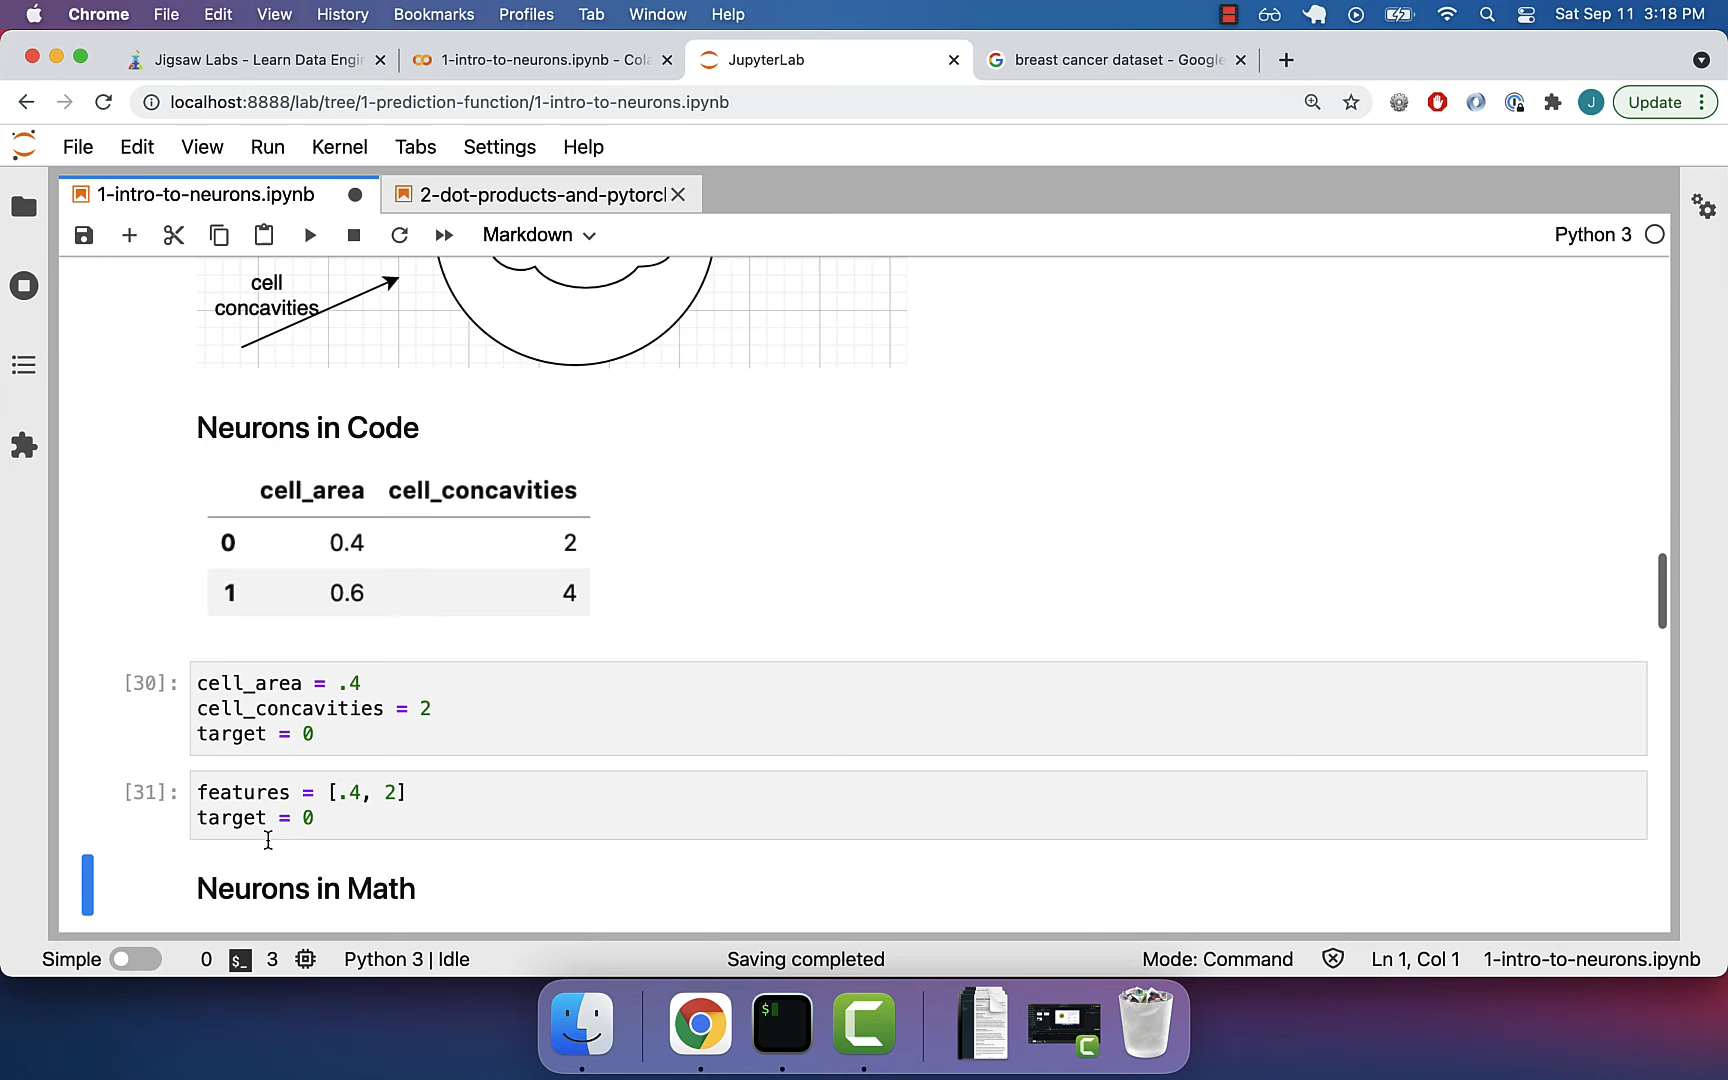 Chrome File Edit View History Bookmarks Profiles Tab Window Help Sat Sep 11 3:18 PM
Jigsaw Labs - Learn Data Engin 1-intro-to-neurons.ipynb - Cola JupyterLab breast cancer dataset - Google
localhost:8888/lab/tree/1-prediction-function/1-intro-to-neurons.ipynb J Update
File Edit View Run Kernel Tabs Settings Help
1-intro-to-neurons.ipynb 2-dot-products-and-pytorcl
Markdown Python 3
cell
concavities
Neurons in Code
cell_area cell_concavities
0 0.4 2
1 0.6 4
[30]: cell_area = .4
cell_concavities = 2
target = 0
[31]: features = [.4, 2]
target = 0
Neurons in Math
Simple 0 $_ 3 Python 3 | Idle Saving completed Mode: Command Ln 1, Col 1 1-intro-to-neurons.ipynb
$